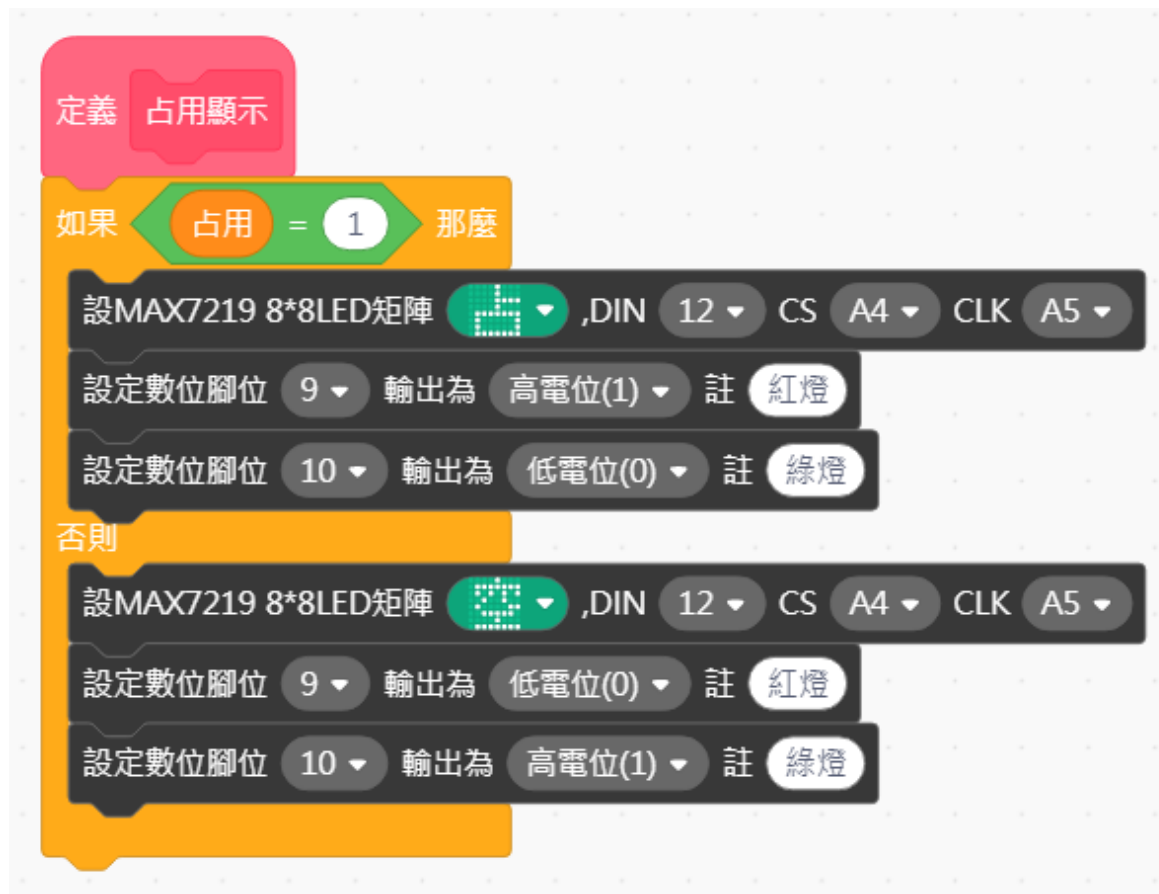 定義 占用顯示
如果 占用 = 1 那麼
設MAX7219 8*8LED矩陣 占 ,DIN 12 CS A4 CLK A5
設定數位腳位 9 輸出為 高電位(1) 註 紅燈
設定數位腳位 10 輸出為 低電位(0) 註 綠燈
否則
設MAX7219 8*8LED矩陣 空 ,DIN 12 CS A4 CLK A5
設定數位腳位 9 輸出為 低電位(0) 註 紅燈
設定數位腳位 10 輸出為 高電位(1) 註 綠燈